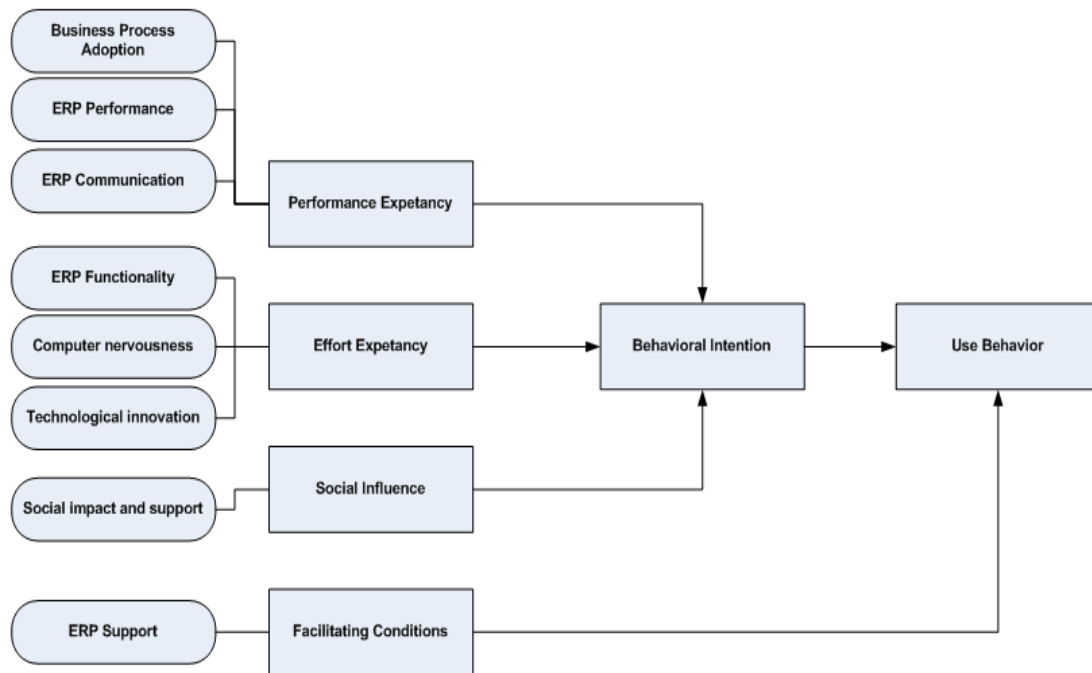 Business Process
Adoption
ERP Performance
ERP Communication
Performance Expetancy
ERP Functionality
Computer nervousness
Effort Expetancy
Behavioral Intention
Use Behavior
Technological innovation
Social Influence
Social impact and support
ERP Support
Facilitating Conditions